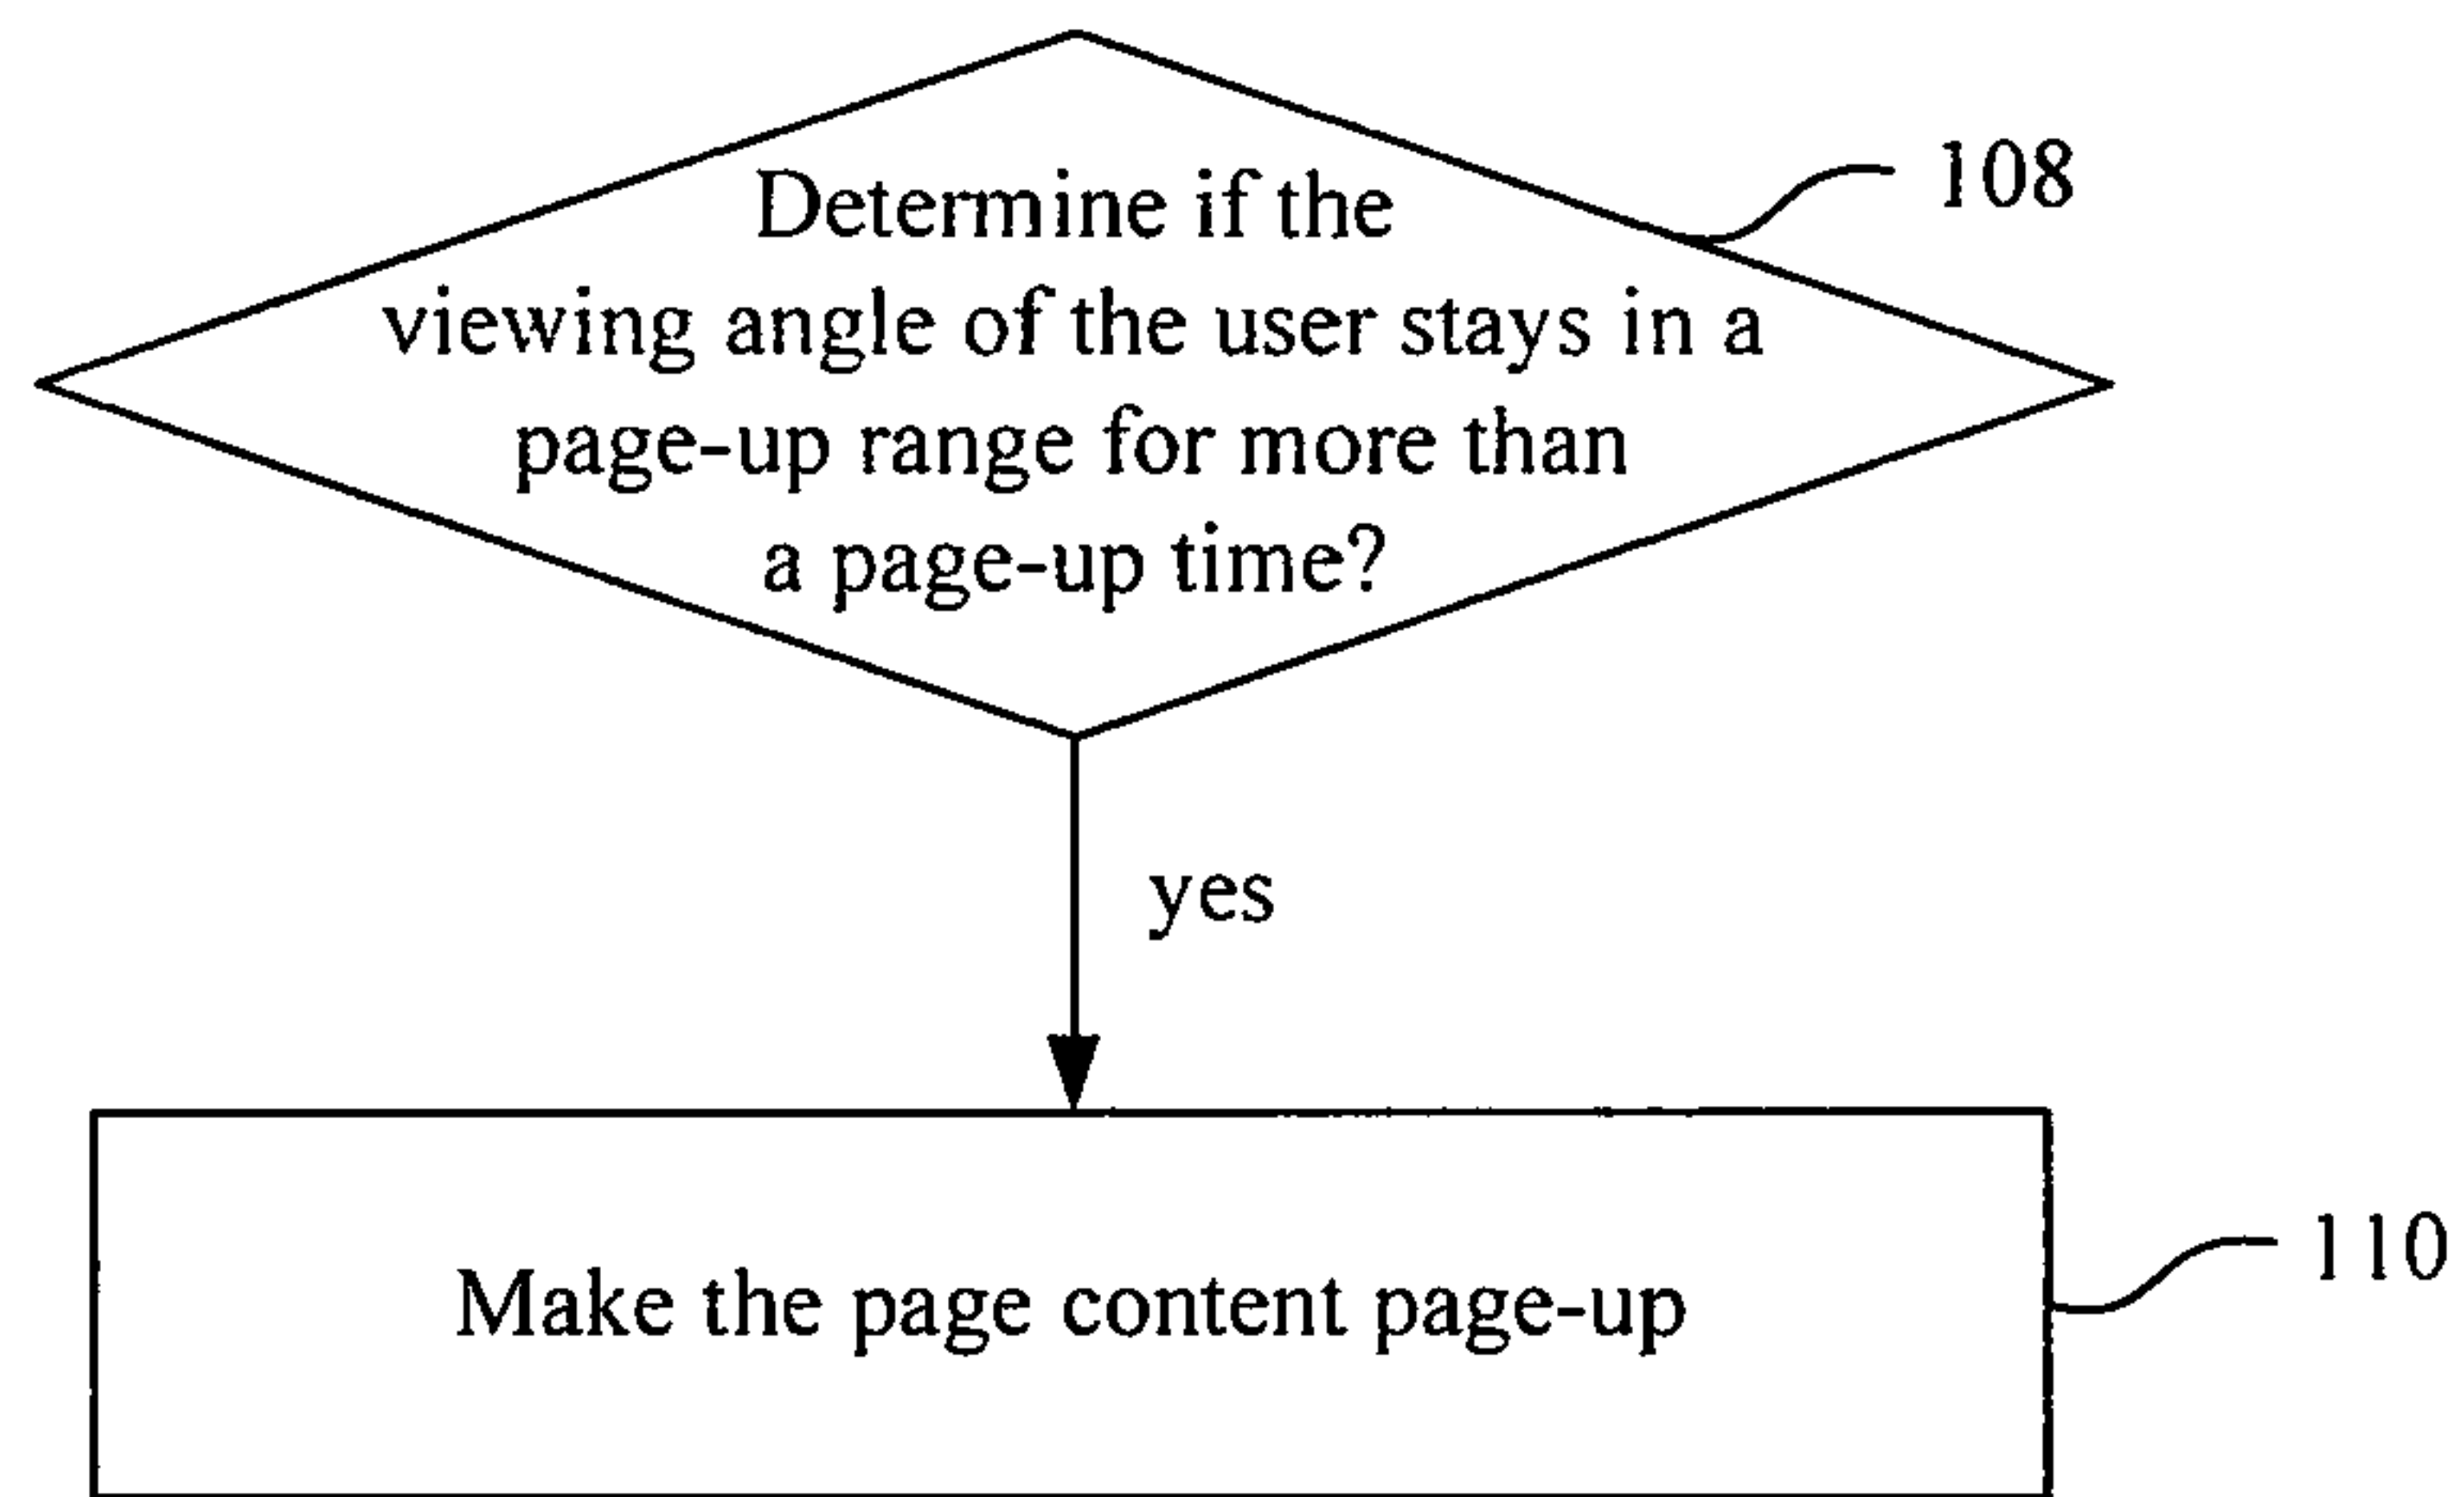 Determine if the
108
viewing angle of the user stays in a
page-up range for more than
a page-up time?
yes
110
Make the page content page-up